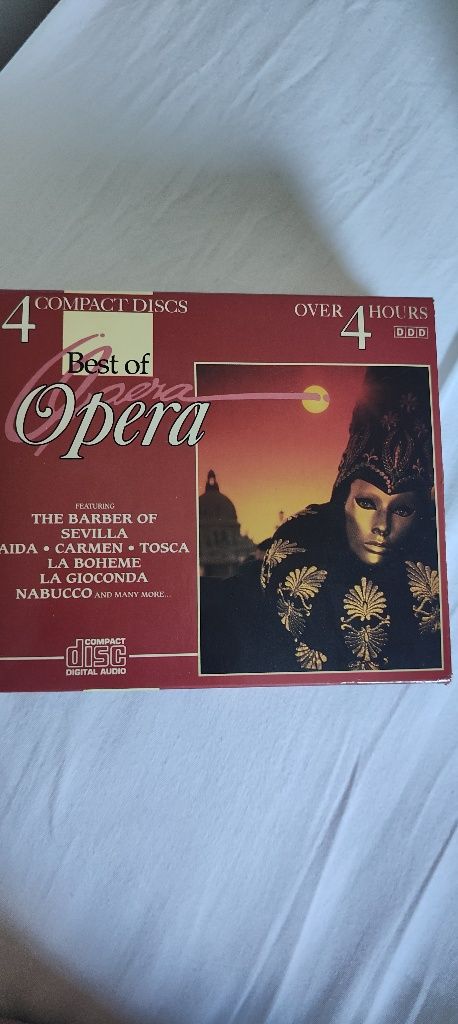 4 COMPACT DISCS
OVER 4 HOURS
DDD
Best of
Opera
Opera
FEATURING
THE BARBER OF
SEVILLA
AIDA • CARMEN • TOSCA
LA BOHEME
LA GIOCONDA
NABUCCO AND MANY MORE...
COMPACT
disc
DIGITAL AUDIO